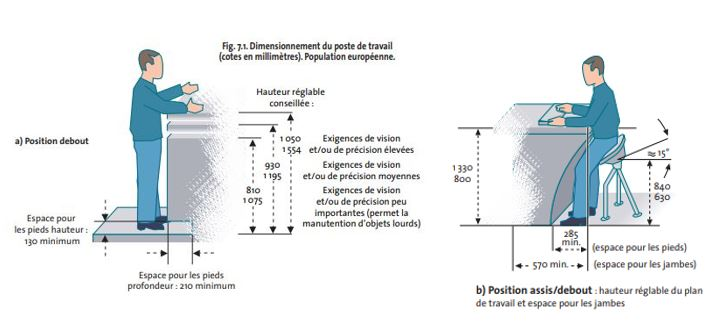 Fig. 7.1. Dimensionnement du poste de travail
(cotes en millimètres). Population européenne.
Hauteur réglable
conseillée :
a) Position debout
1 050
1 554
Exigences de vision
et/ou de précision élevées
930
1 195
Exigences de vision
et/ou de précision moyennes
810
1 075
Exigences de vision
et/ou de précision peu
importantes (permet la
manutention d'objets lourds)
Espace pour
les pieds hauteur :
130 minimum
Espace pour les pieds
profondeur : 210 minimum
1 330
800
≈ 15°
840
630
285
min.
(espace pour les pieds)
570 min.
(espace pour les jambes)
b) Position assis/debout : hauteur réglable du plan
de travail et espace pour les jambes